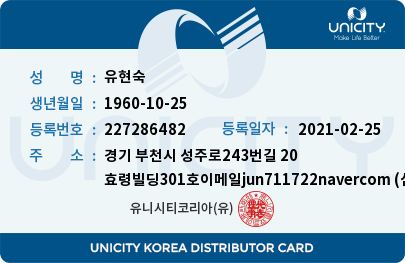 UNICITY
Make Life Better
성 명 : 유현숙
생년월일 : 1960-10-25
등록번호 : 227286482 등록일자 : 2021-02-25
주 소 : 경기 부천시 성주로243번길 20
효령빌딩301호이메일jun711722navercom
유니시티코리아(유)
UNICITY
UNICITY KOREA DISTRIBUTOR CARD